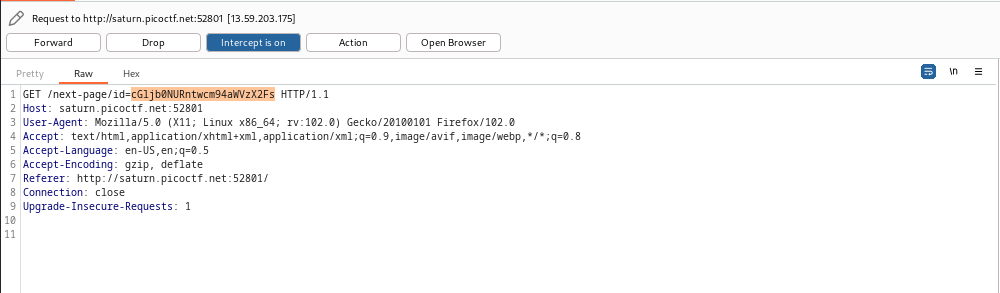 Request to http://saturn.picoctf.net:52801 [13.59.203.175]
Forward Drop Intercept is on Action Open Browser
Pretty Raw Hex \n
1 GET /next-page/id=cGljb0NURntwcm94aWVzX2Fs HTTP/1.1
2 Host: saturn.picoctf.net:52801
3 User-Agent: Mozilla/5.0 (X11; Linux x86_64; rv:102.0) Gecko/20100101 Firefox/102.0
4 Accept: text/html,application/xhtml+xml,application/xml;q=0.9,image/avif,image/webp,*/*;q=0.8
5 Accept-Language: en-US,en;q=0.5
6 Accept-Encoding: gzip, deflate
7 Referer: http://saturn.picoctf.net:52801/
8 Connection: close
9 Upgrade-Insecure-Requests: 1
10
11